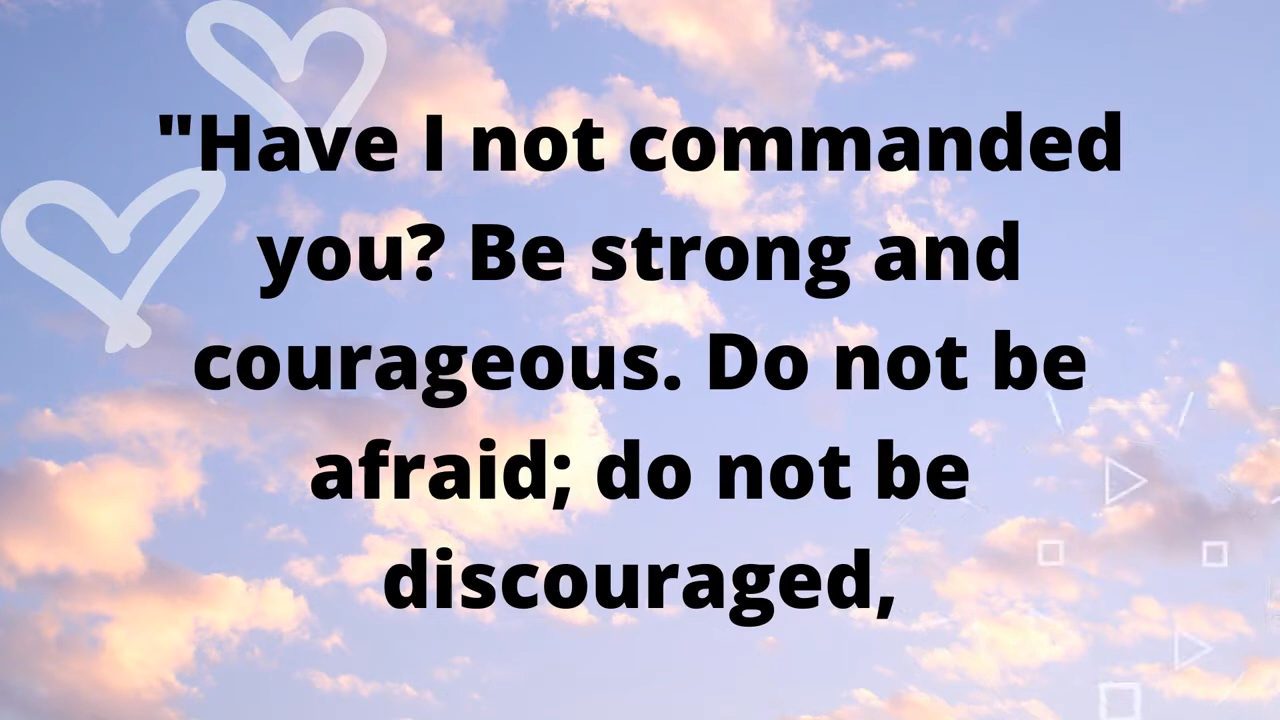 "Have I not commanded
you? Be strong and
courageous. Do not be
afraid; do not be
discouraged,